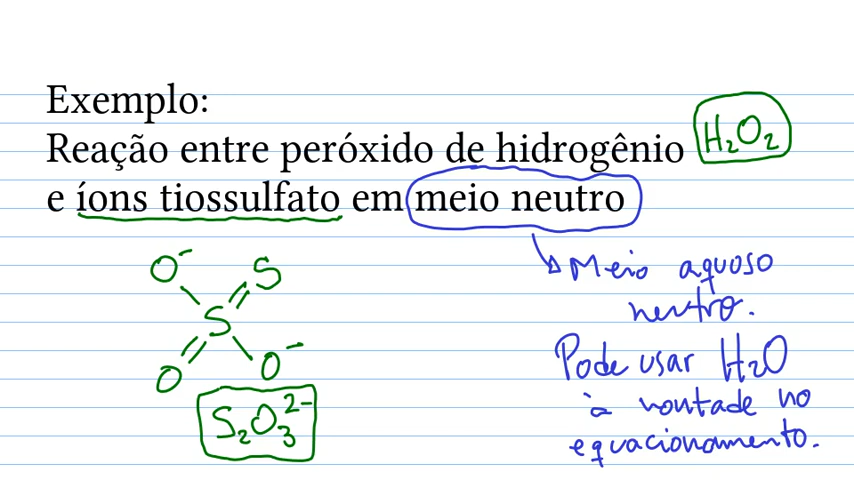 Exemplo:
Reação entre peróxido de hidrogênio H₂O₂
e íons tiossulfato em meio neutro
Meio aquoso
neutro.
O⁻ S
S
O O⁻
S₂O₃²⁻
Pode usar H₂O
à vontade no
equacionamento.